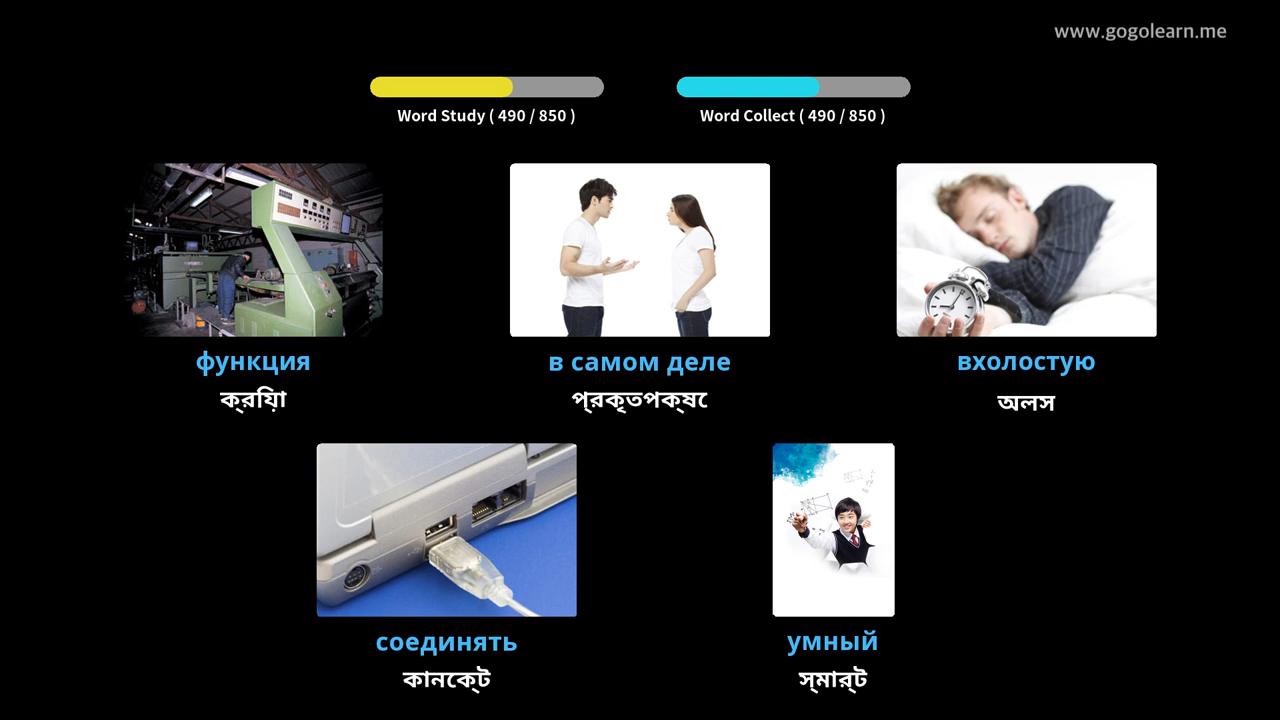 www.gogolearn.me
Word Study ( 490 / 850 )
Word Collect ( 490 / 850 )
функция
ক্রিয়া
в самом деле
প্রকৃতপক্ষে
вхолостую
অলস
соединять
কানেক্ট
умный
স্মার্ট